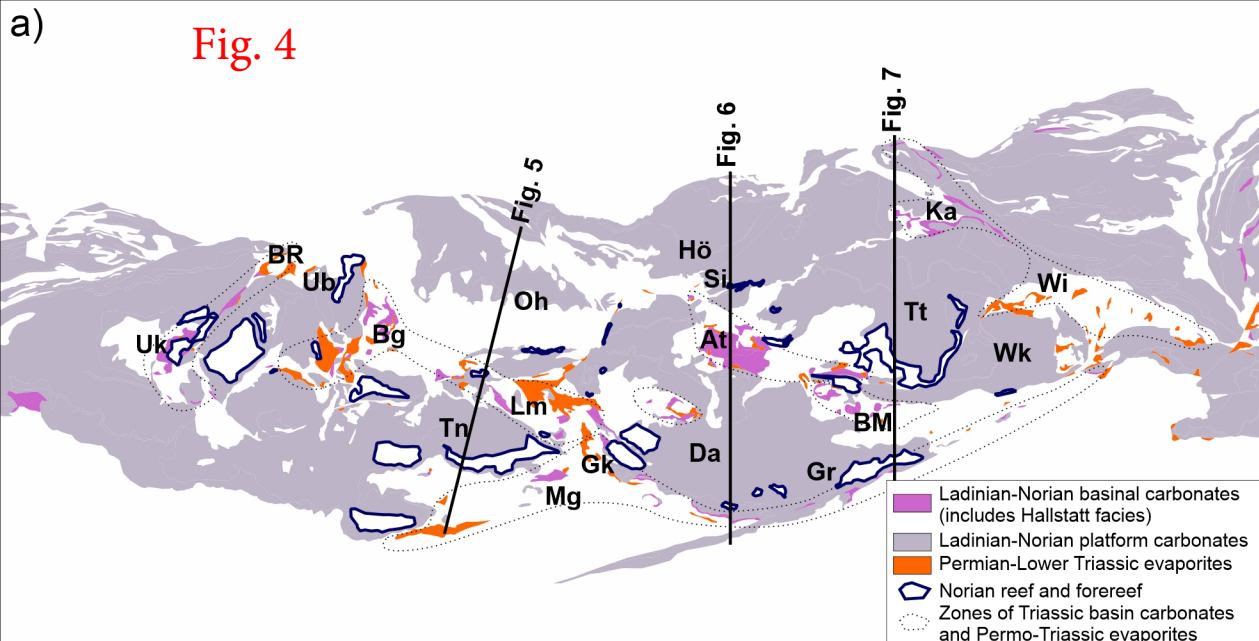 a)
Fig. 4
Fig. 7
Fig. 6
Fig. 5
Ka
Hö
BR
Ub
Si
Wi
Oh
Tt
Bg
Uk
At
Wk
Lm
BM
Tn
Da
Gk
Gr
Mg
Ladinian-Norian basinal carbonates
(includes Hallstatt facies)
Ladinian-Norian platform carbonates
Permian-Lower Triassic evaporites
Norian reef and forereef
Zones of Triassic basin carbonates
and Permo-Triassic evaporites